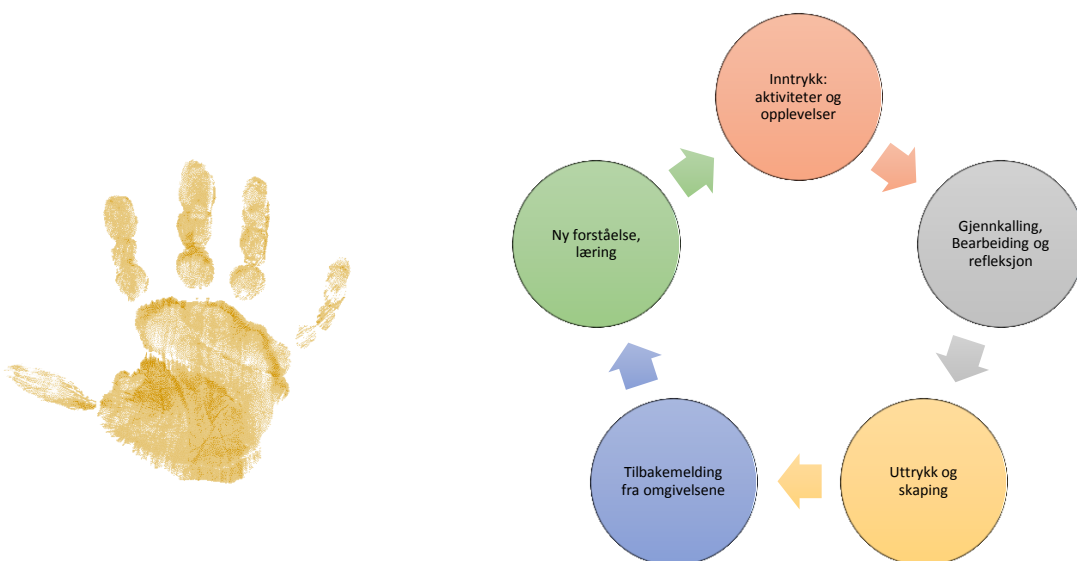 Inntrykk:
aktiviteter og
opplevelser
Gjennkalling,
Bearbeiding og
refleksjon
Uttrykk og
skaping
Tilbakemelding
fra omgivelsene
Ny forståelse,
læring